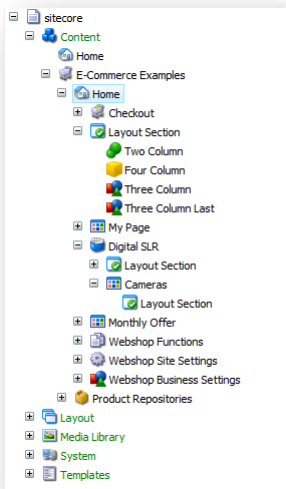 sitecore
Content
Home
E-Commerce Examples
Home
Checkout
Layout Section
Two Column
Four Column
Three Column
Three Column Last
My Page
Digital SLR
Layout Section
Cameras
Layout Section
Monthly Offer
Webshop Functions
Webshop Site Settings
Webshop Business Settings
Product Repositories
Layout
Media Library
System
Templates